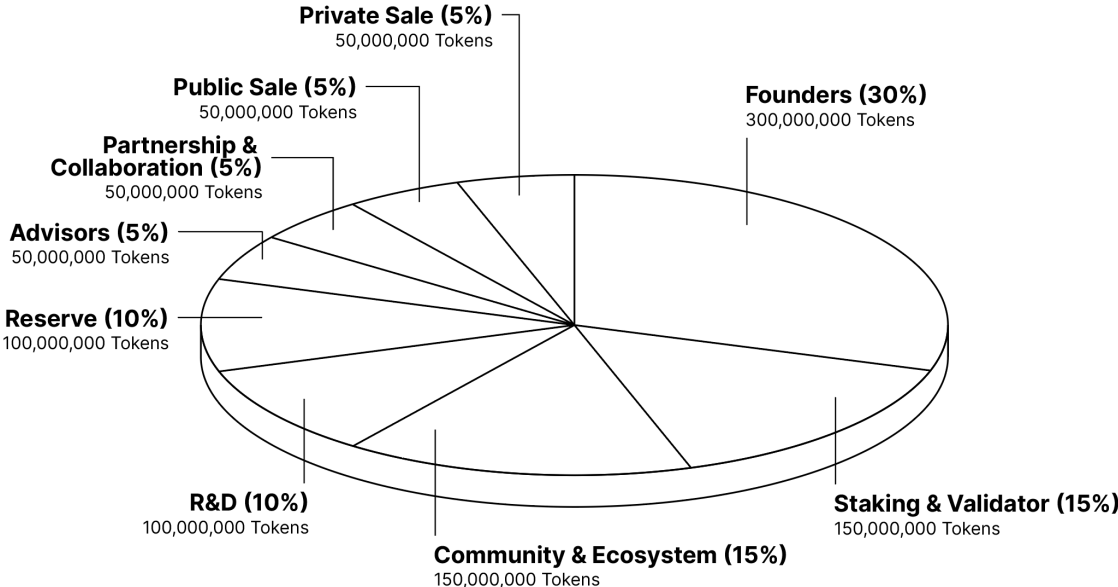 Private Sale (5%)
50,000,000 Tokens
Public Sale (5%)
50,000,000 Tokens
Founders (30%)
300,000,000 Tokens
Partnership &
Collaboration (5%)
50,000,000 Tokens
Advisors (5%)
50,000,000 Tokens
Reserve (10%)
100,000,000 Tokens
R&D (10%)
100,000,000 Tokens
Staking & Validator (15%)
150,000,000 Tokens
Community & Ecosystem (15%)
150,000,000 Tokens